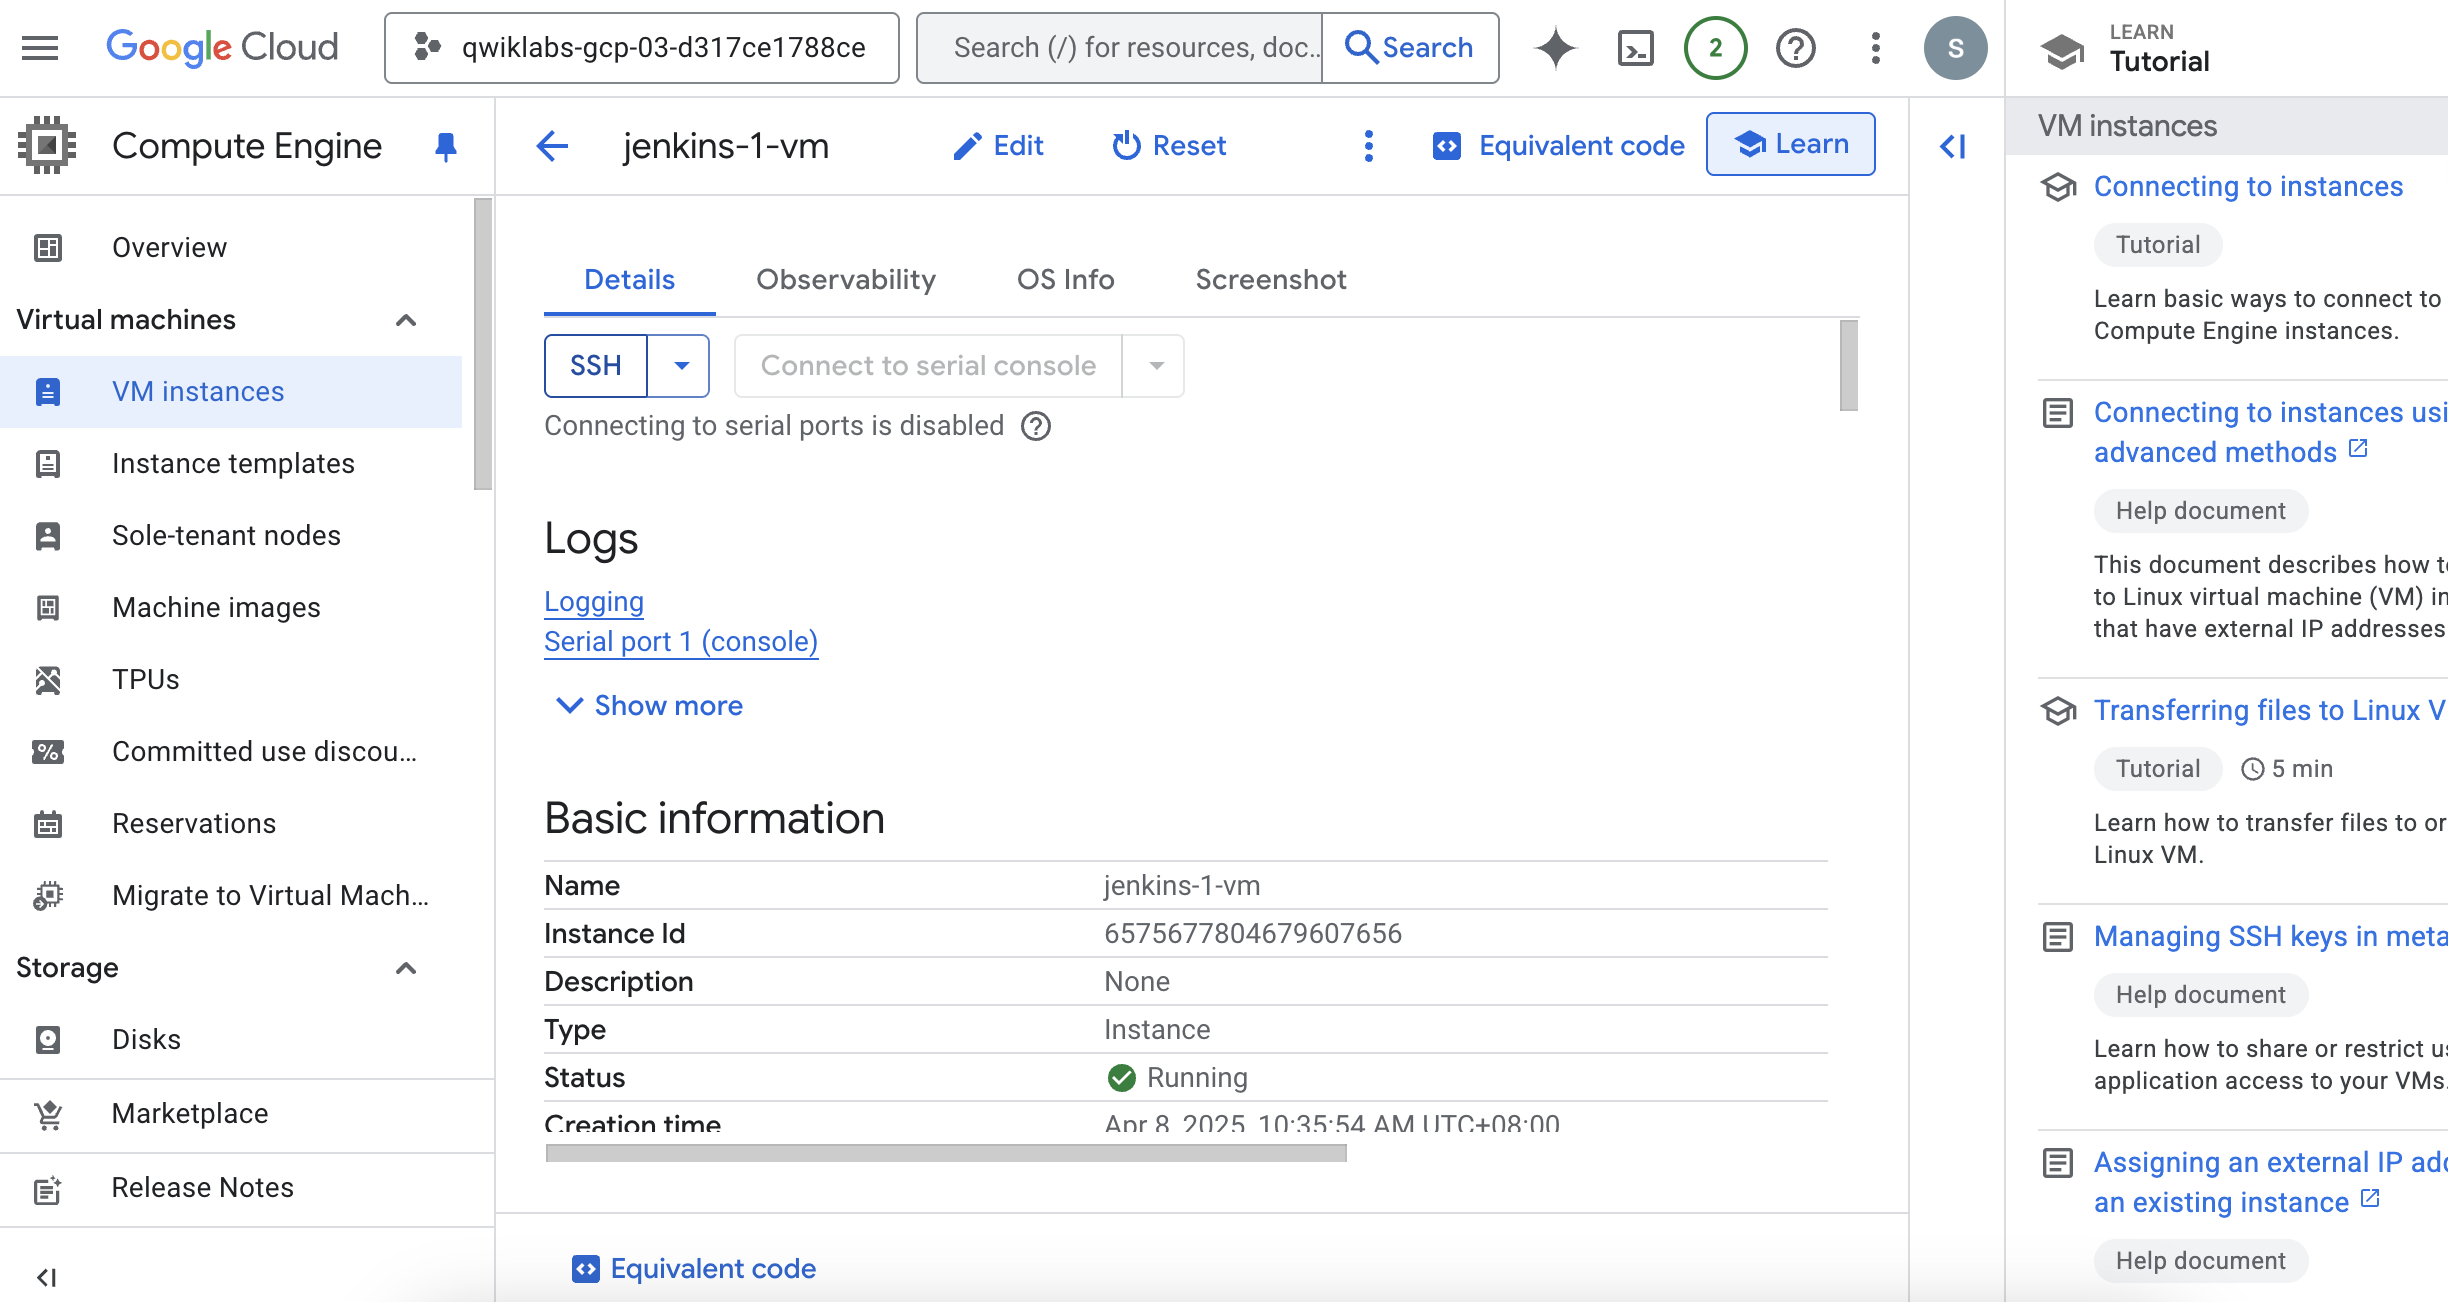 Google Cloud
qwiklabs-gcp-03-d317ce1788ce
Search (/) for resources, doc...
Search
2
S
LEARN
Tutorial
Compute Engine
Overview
Virtual machines
VM instances
Instance templates
Sole-tenant nodes
Machine images
TPUs
Committed use discou...
Reservations
Migrate to Virtual Mach...
Storage
Disks
Marketplace
Release Notes
jenkins-1-vm
Edit
Reset
Equivalent code
Learn
Details
Observability
OS Info
Screenshot
SSH
Connect to serial console
Connecting to serial ports is disabled
Logs
Logging
Serial port 1 (console)
Show more
Basic information
Name jenkins-1-vm
Instance Id 6575677804679607656
Description None
Type Instance
Status Running
Creation time Apr 8, 2025, 10:35:54 AM UTC+08:00
Equivalent code
VM instances
Connecting to instances
Tutorial
Learn basic ways to connect to
Compute Engine instances.
Connecting to instances usi
advanced methods
Help document
This document describes how t
to Linux virtual machine (VM) in
that have external IP addresses
Transferring files to Linux V
Tutorial 5 min
Learn how to transfer files to or
Linux VM.
Managing SSH keys in meta
Help document
Learn how to share or restrict us
application access to your VMs.
Assigning an external IP add
an existing instance
Help document